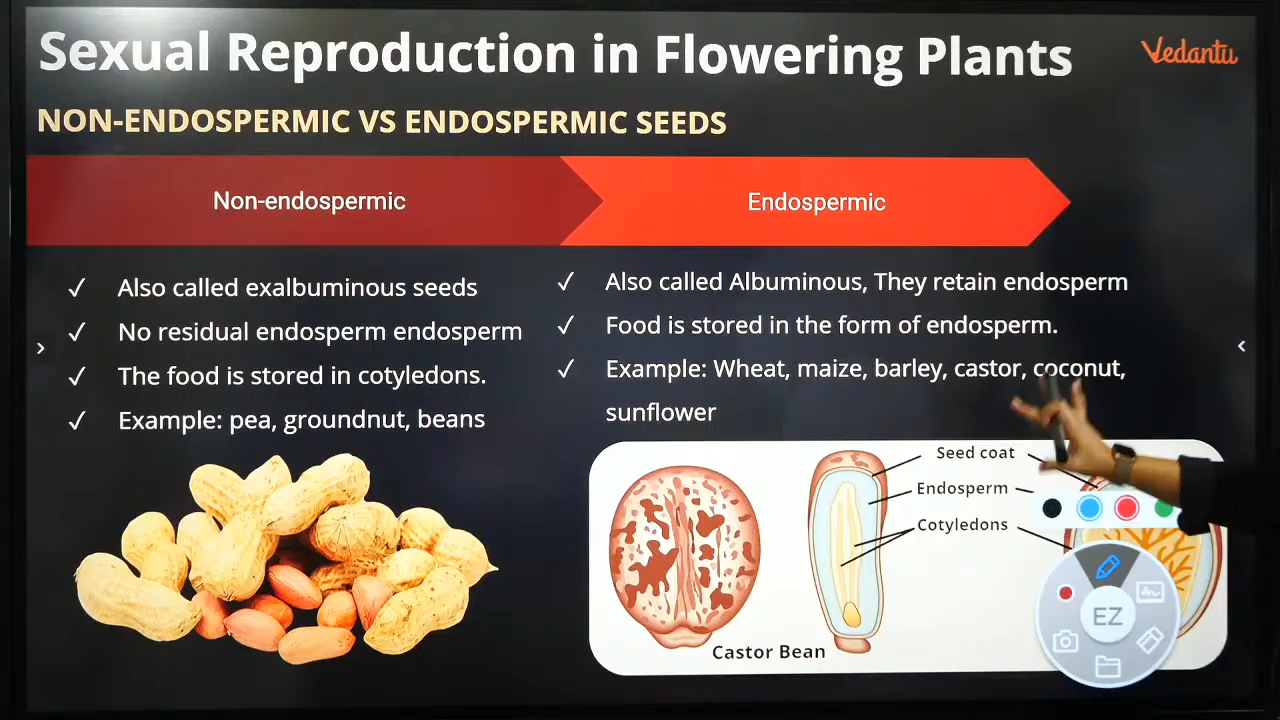 Sexual Reproduction in Flowering Plants
Vedantu
NON-ENDOSPERMIC VS ENDOSPERMIC SEEDS
Non-endospermic
Endospermic
✓ Also called exalbuminous seeds
✓ No residual endosperm endosperm
✓ The food is stored in cotyledons.
✓ Example: pea, groundnut, beans
✓ Also called Albuminous, They retain endosperm
✓ Food is stored in the form of endosperm.
✓ Example: Wheat, maize, barley, castor, coconut,
sunflower
Seed coat
Endosperm
Cotyledons
Castor Bean
EZ